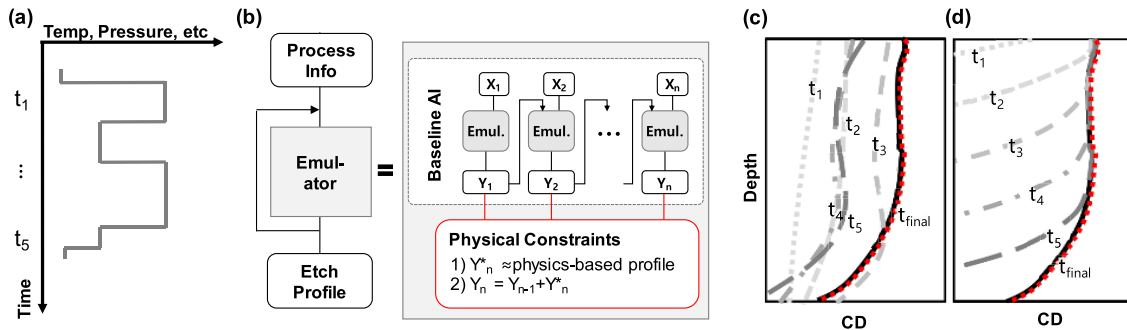 (a)
Temp, Pressure, etc
t1
...
t5
Time
(b)
Process
Info
Emul-
ator
Etch
Profile
=
Baseline AI
X1
X2
Xn
Emul.
Emul.
...
Emul.
Y1
Y2
Yn
Physical Constraints
1) Y*n ≈physics-based profile
2) Yn = Yn-1+Y*n
(c)
Depth
t1
t2
t3
t4
t5
tfinal
CD
(d)
t1
t2
t3
t4
t5
tfinal
CD